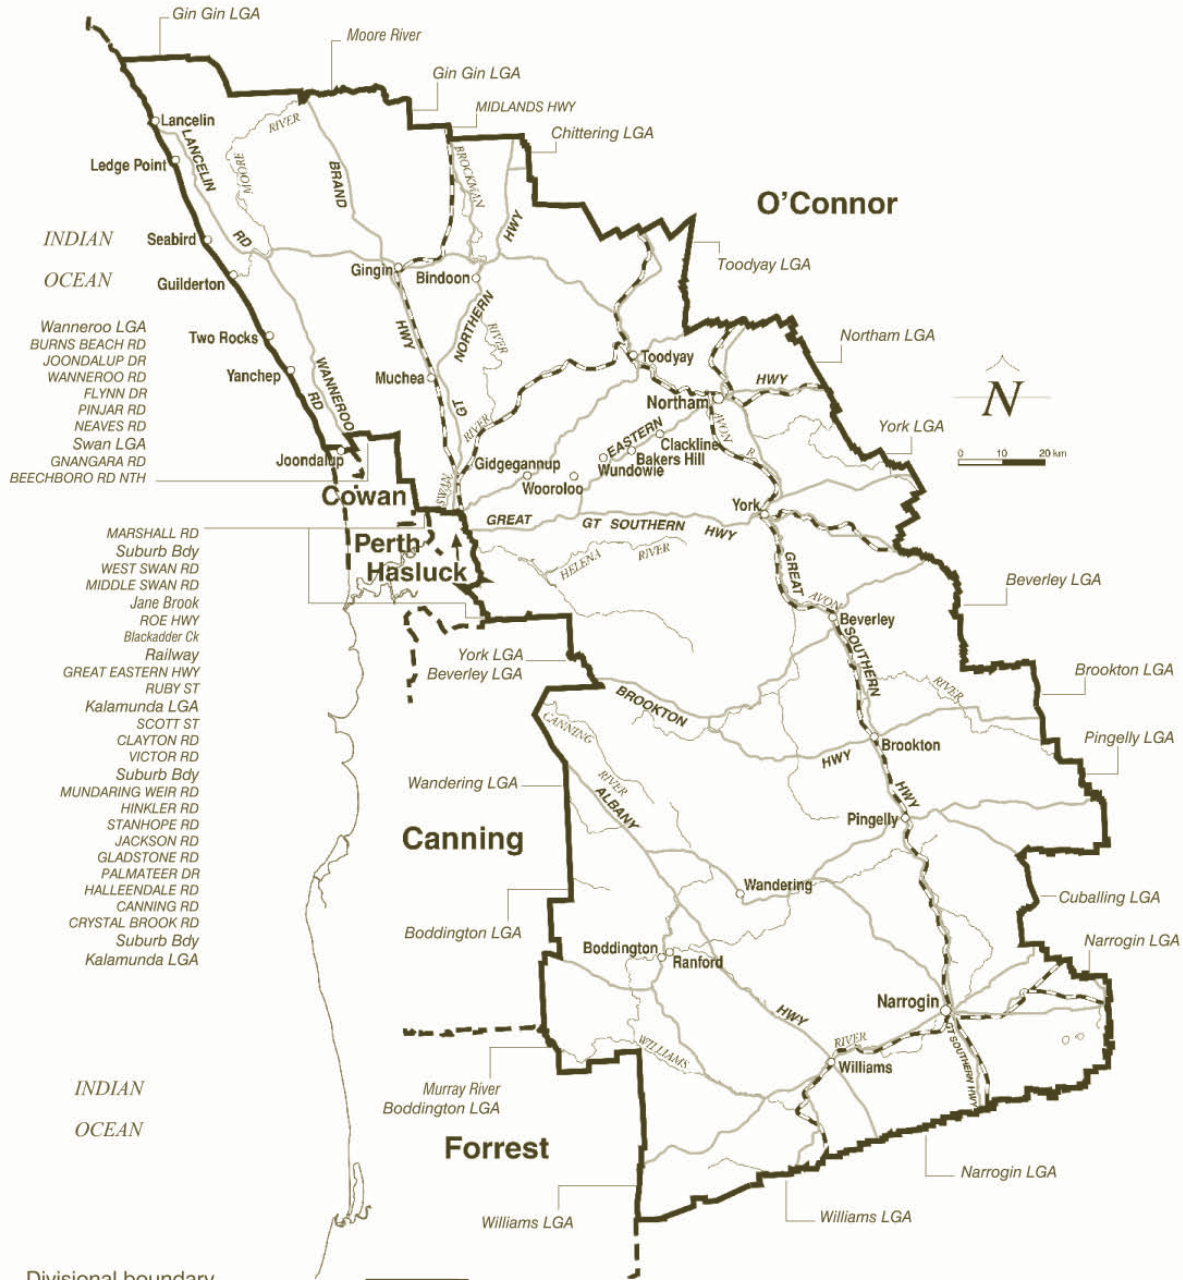 Gin Gin LGA
Moore River
Gin Gin LGA
MIDLANDS HWY
Chittering LGA
Lancelin
RIVER
LANCELIN
Ledge Point
MOORE
BRAND
BROCKMAN
O'Connor
INDIAN
Seabird
RD
HWY
OCEAN
Guilderton
Gingin
Bindoon
Toodyay LGA
Wanneroo LGA
BURNS BEACH RD
JOONDALUP DR
WANNEROO RD
FLYNN DR
PINJAR RD
NEAVES RD
Swan LGA
GNANGARA RD
BEECHBORO RD NTH
Two Rocks
HWY
NORTHERN
RIVER
Northam LGA
Yanchep
WANNEROO
RD
Muchea
Toodyay
HWY
N
GT
Northam
RIVER
AVON
R
York LGA
0 10 20 km
EASTERN
Clackline
Bakers Hill
Joondalup
Gidgegannup
Wundowie
Wooroloo
Cowan
SWAN
York
GREAT
GT SOUTHERN
HWY
MARSHALL RD
Suburb Bdy
WEST SWAN RD
MIDDLE SWAN RD
Jane Brook
ROE HWY
Blackadder Ck
Railway
GREAT EASTERN HWY
RUBY ST
Kalamunda LGA
SCOTT ST
CLAYTON RD
VICTOR RD
Suburb Bdy
MUNDARING WEIR RD
HINKLER RD
STANHOPE RD
JACKSON RD
GLADSTONE RD
PALMATEER DR
HALLEENDALE RD
CANNING RD
CRYSTAL BROOK RD
Suburb Bdy
Kalamunda LGA
Perth
Hasluck
HELENA
RIVER
GREAT
Beverley LGA
AVON
Beverley
SOUTHERN
York LGA
Beverley LGA
BROOKTON
RIVER
Brookton LGA
CANNING
Brookton
Pingelly LGA
HWY
Wandering LGA
RIVER
ALBANY
HWY
Canning
Pingelly
Wandering
Cuballing LGA
Boddington LGA
Boddington
Ranford
Narrogin LGA
Narrogin
HWY
RIVER
WILLIAMS
GT SOUTHERN HWY
Williams
INDIAN
OCEAN
Murray River
Boddington LGA
Forrest
Narrogin LGA
Williams LGA
Williams LGA
Divisional boundary